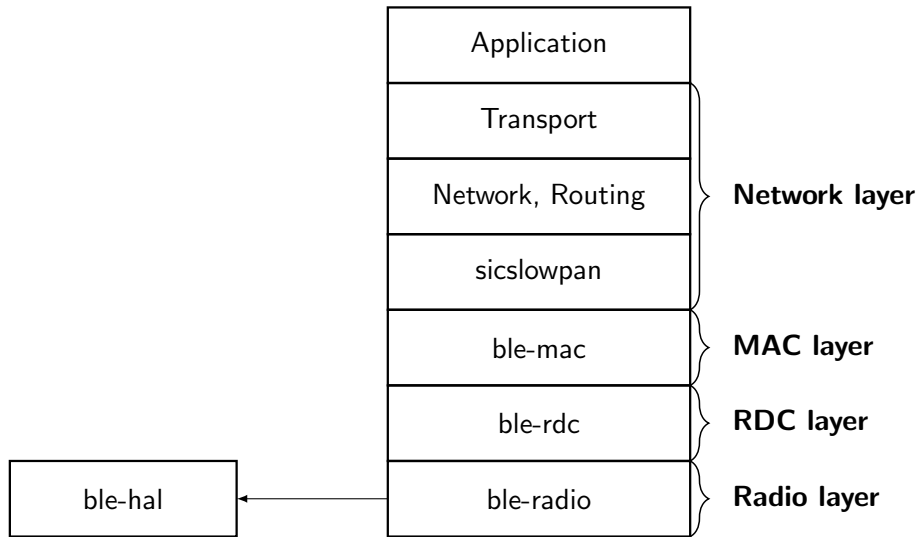 Application
Transport
Network, Routing
Network layer
sicslowpan
ble-mac
MAC layer
ble-rdc
RDC layer
ble-hal
ble-radio
Radio layer